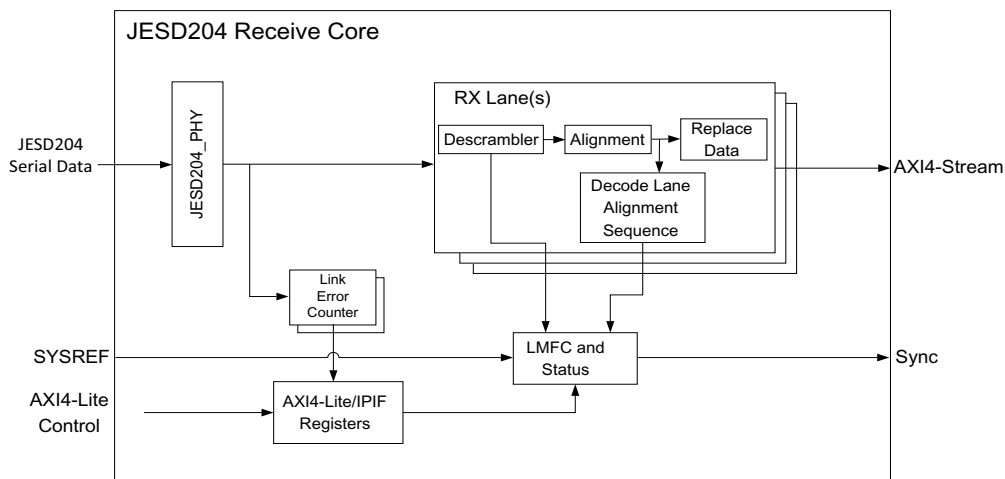 JESD204 Receive Core
JESD204
Serial Data
JESD204_PHY
RX Lane(s)
Descrambler
Alignment
Replace
Data
Decode Lane
Alignment
Sequence
AXI4-Stream
Link
Error
Counter
SYSREF
LMFC and
Status
Sync
AXI4-Lite
Control
AXI4-Lite/IPIF
Registers